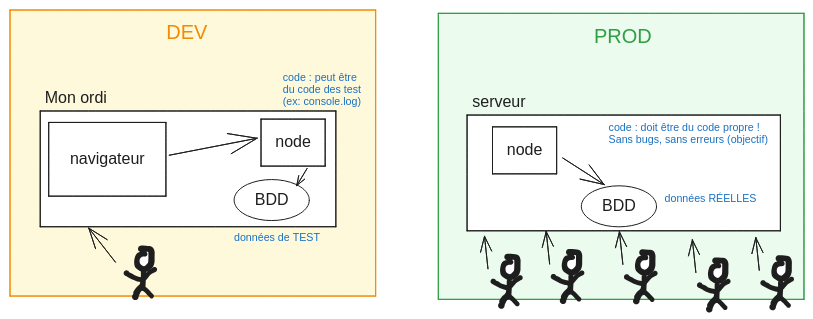 DEV
code : peut être
du code des test
(ex: console.log)
Mon ordi
navigateur
node
BDD
données de TEST
PROD
serveur
code : doit être du code propre !
Sans bugs, sans erreurs (objectif)
node
BDD
données RÉELLES